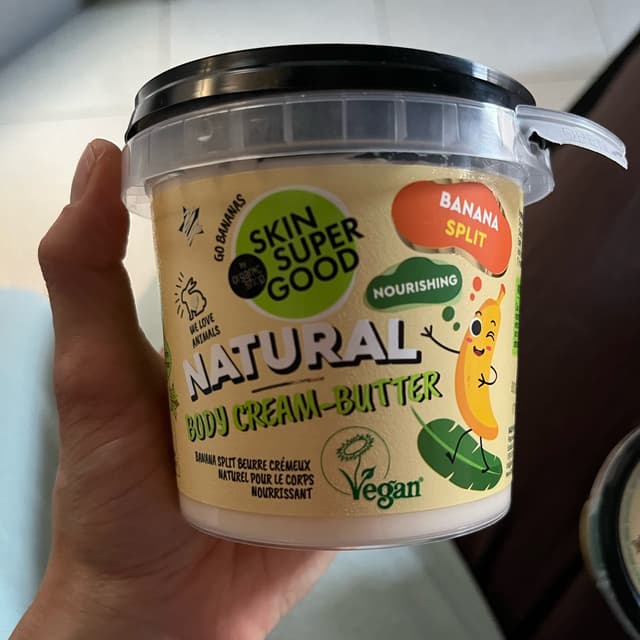 GO BANANAS
SKIN
SUPER
GOOD
BANANA
SPLIT
NOURISHING
WE LOVE
ANIMALS
NATURAL
BODY CREAM-BUTTER
BANANA SPLIT BEURRE CRÉMEUX
NATUREL POUR LE CORPS
NOURRISSANT
Vegan